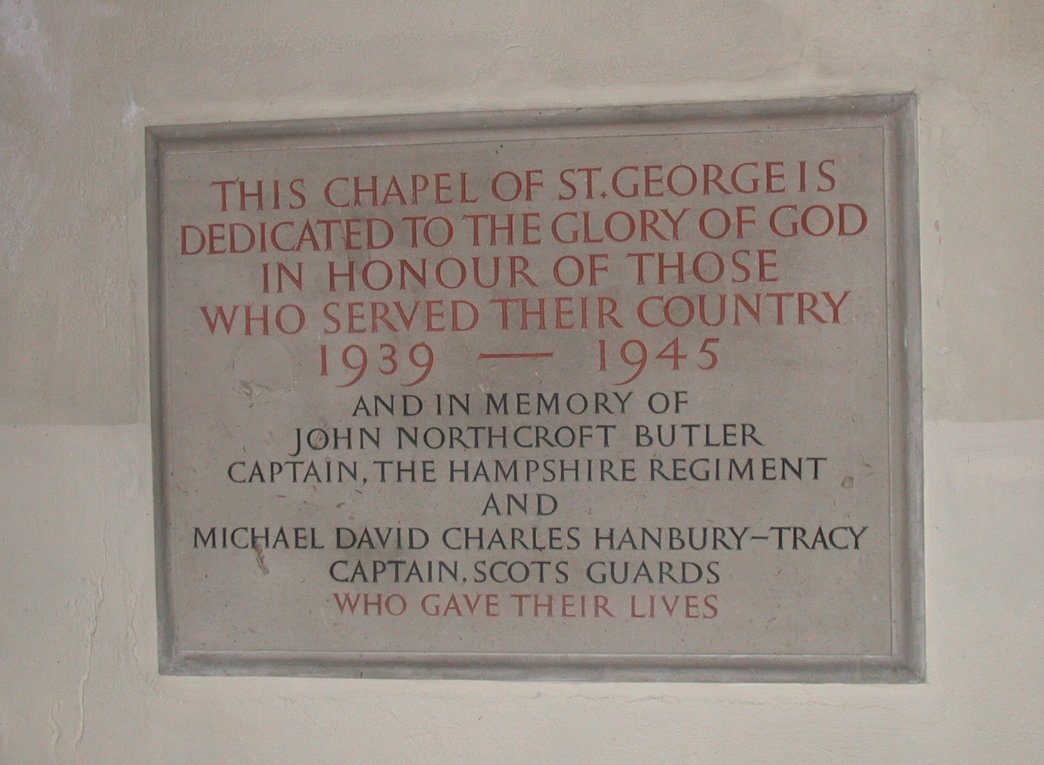 THIS CHAPEL OF ST. GEORGE IS
DEDICATED TO THE GLORY OF GOD
IN HONOUR OF THOSE
WHO SERVED THEIR COUNTRY
1939 — 1945
AND IN MEMORY OF
JOHN NORTHCROFT BUTLER
CAPTAIN, THE HAMPSHIRE REGIMENT
AND
MICHAEL DAVID CHARLES HANBURY-TRACY
CAPTAIN, SCOTS GUARDS
WHO GAVE THEIR LIVES